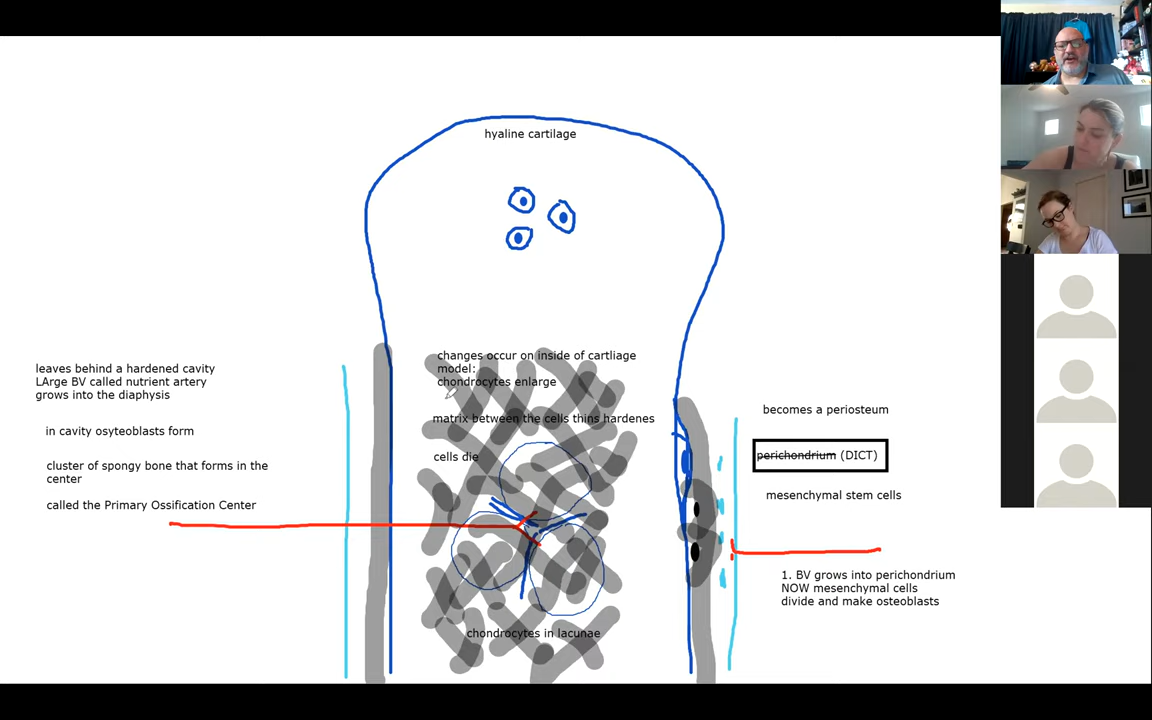 hyaline cartilage
changes occur on inside of cartliage
model:
chondrocytes enlarge
matrix between the cells thins hardenes
cells die
chondrocytes in lacunae
leaves behind a hardened cavity
LArge BV called nutrient artery
grows into the diaphysis
in cavity osyteoblasts form
cluster of spongy bone that forms in the
center
called the Primary Ossification Center
becomes a periosteum
perichondrium (DICT)
mesenchymal stem cells
1. BV grows into perichondrium
NOW mesenchymal cells
divide and make osteoblasts